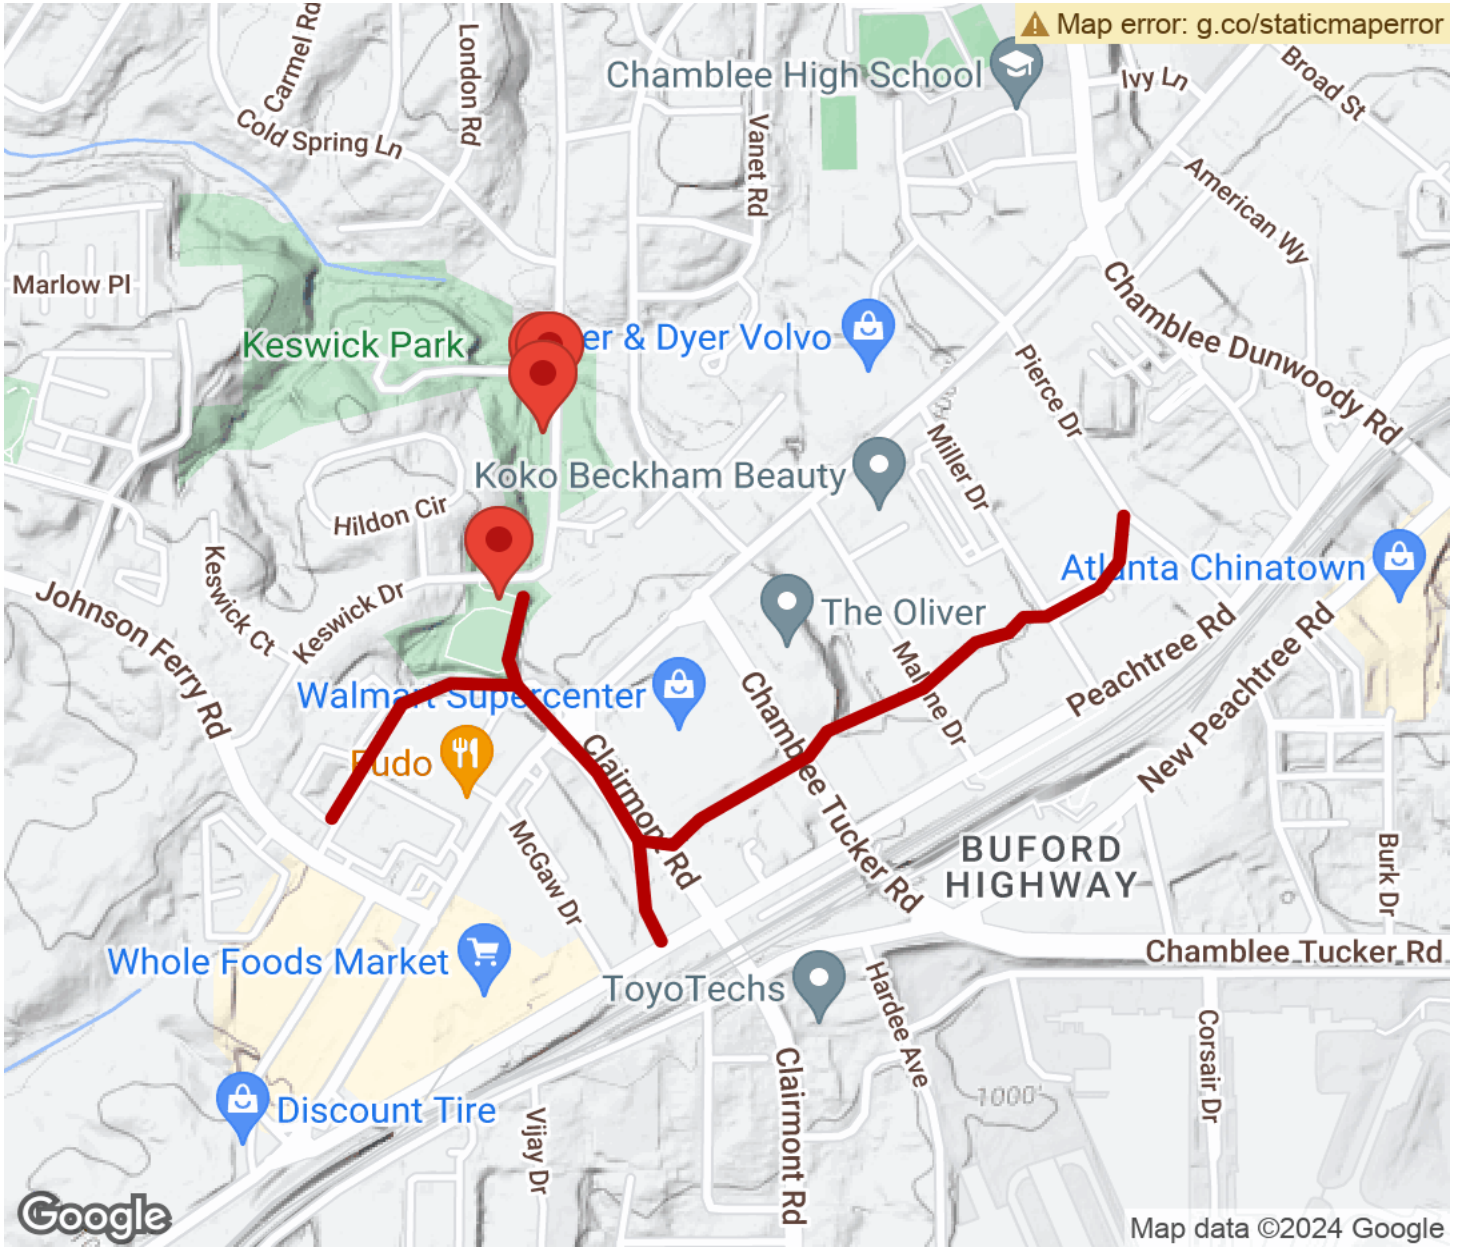 Map error: g.co/staticmaperror
Carmel Rd
London Rd
Cold Spring Ln
Chamblee High School
Ivy Ln
Broad St
Vanet Rd
American Wy
Marlow Pl
Keswick Park
er & Dyer Volvo
Chamblee Dunwoody Rd
Pierce Dr
Koko Beckham Beauty
Miller Dr
Hildon Cir
Keswick Ct
Keswick Dr
Johnson Ferry Rd
Atlanta Chinatown
The Oliver
Malone Dr
Peachtree Rd
New Peachtree Rd
Walmart Supercenter
Chamblee Tucker Rd
Fudo
Clairmont Rd
McGaw Dr
BUFORD
HIGHWAY
Burk Dr
Whole Foods Market
Chamblee Tucker Rd
ToyoTechs
Hardee Ave
Corsair Dr
Clairmont Rd
1000'
Discount Tire
Vijay Dr
Google
Map data ©2024 Google